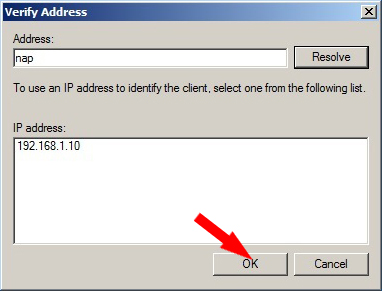 Verify Address
Address:
nap
Resolve
To use an IP address to identify the client, select one from the following list.
IP address:
192.168.1.10
OK
Cancel